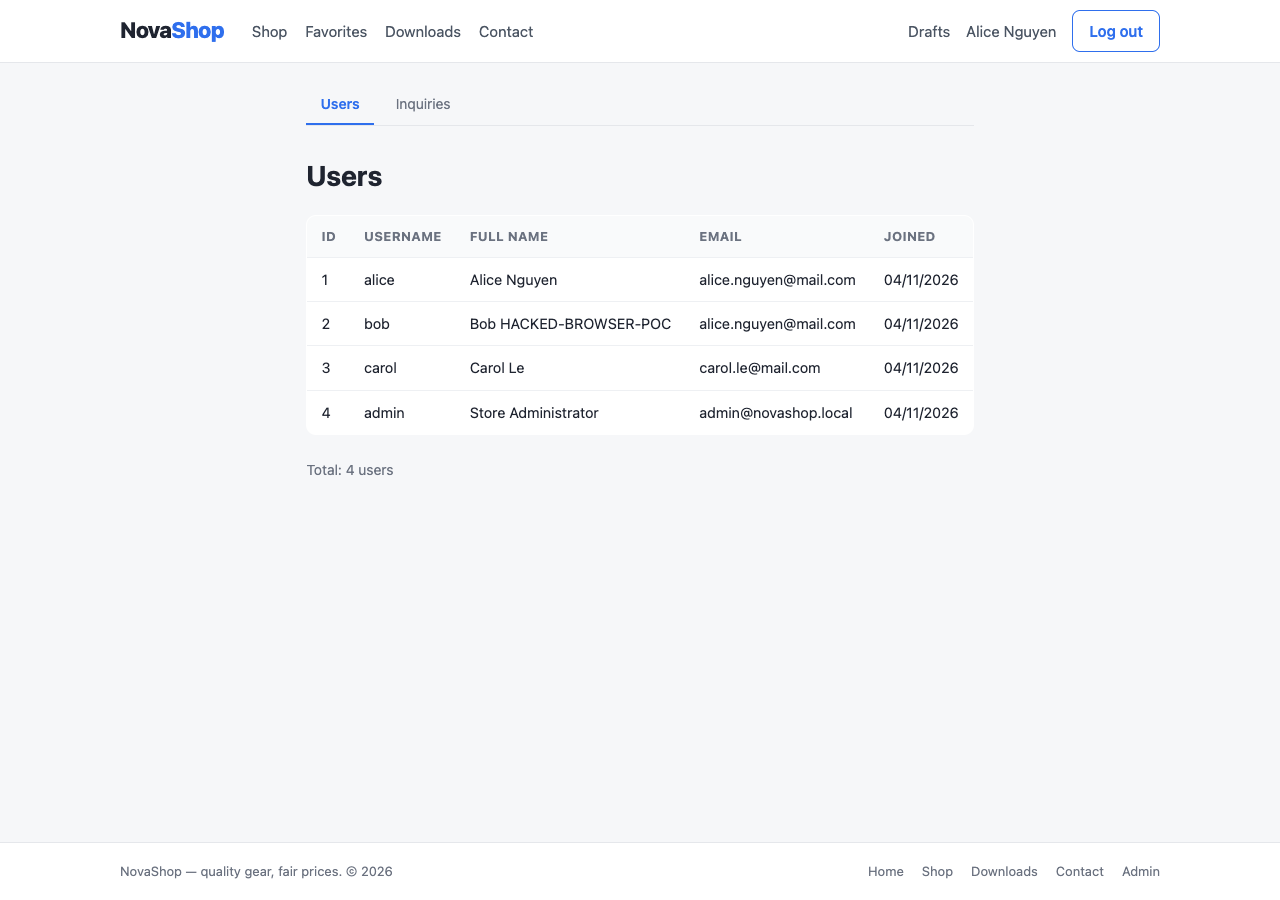 NovaShop Shop Favorites Downloads Contact Drafts Alice Nguyen Log out
Users Inquiries
Users
ID USERNAME FULL NAME EMAIL JOINED
1 alice Alice Nguyen alice.nguyen@mail.com 04/11/2026
2 bob Bob HACKED-BROWSER-POC alice.nguyen@mail.com 04/11/2026
3 carol Carol Le carol.le@mail.com 04/11/2026
4 admin Store Administrator admin@novashop.local 04/11/2026
Total: 4 users
NovaShop — quality gear, fair prices. © 2026 Home Shop Downloads Contact Admin